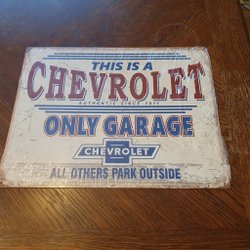 THIS IS A
CHEVROLET
AUTHENTIC SINCE 1911
ONLY GARAGE
CHEVROLET
ALL OTHERS PARK OUTSIDE